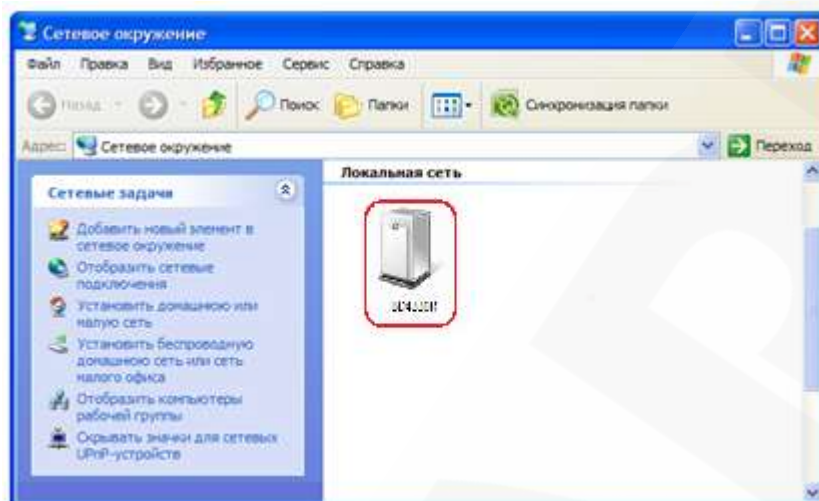 Сетевое окружение
Файл Правка Вид Избранное Сервис Справка
Назад Поиск Папки Синхронизация папки
Адрес: Сетевое окружение Переход
Локальная сеть
Сетевые задачи
Добавить новый элемент в
сетевое окружение
Отобразить сетевые
подключения
Установить домашнюю или
малую сеть
Установить беспроводную
домашнюю сеть или сеть
малого офиса
Отобразить компьютеры
рабочей группы
Скрывать значки для сетевых
UPnP-устройств